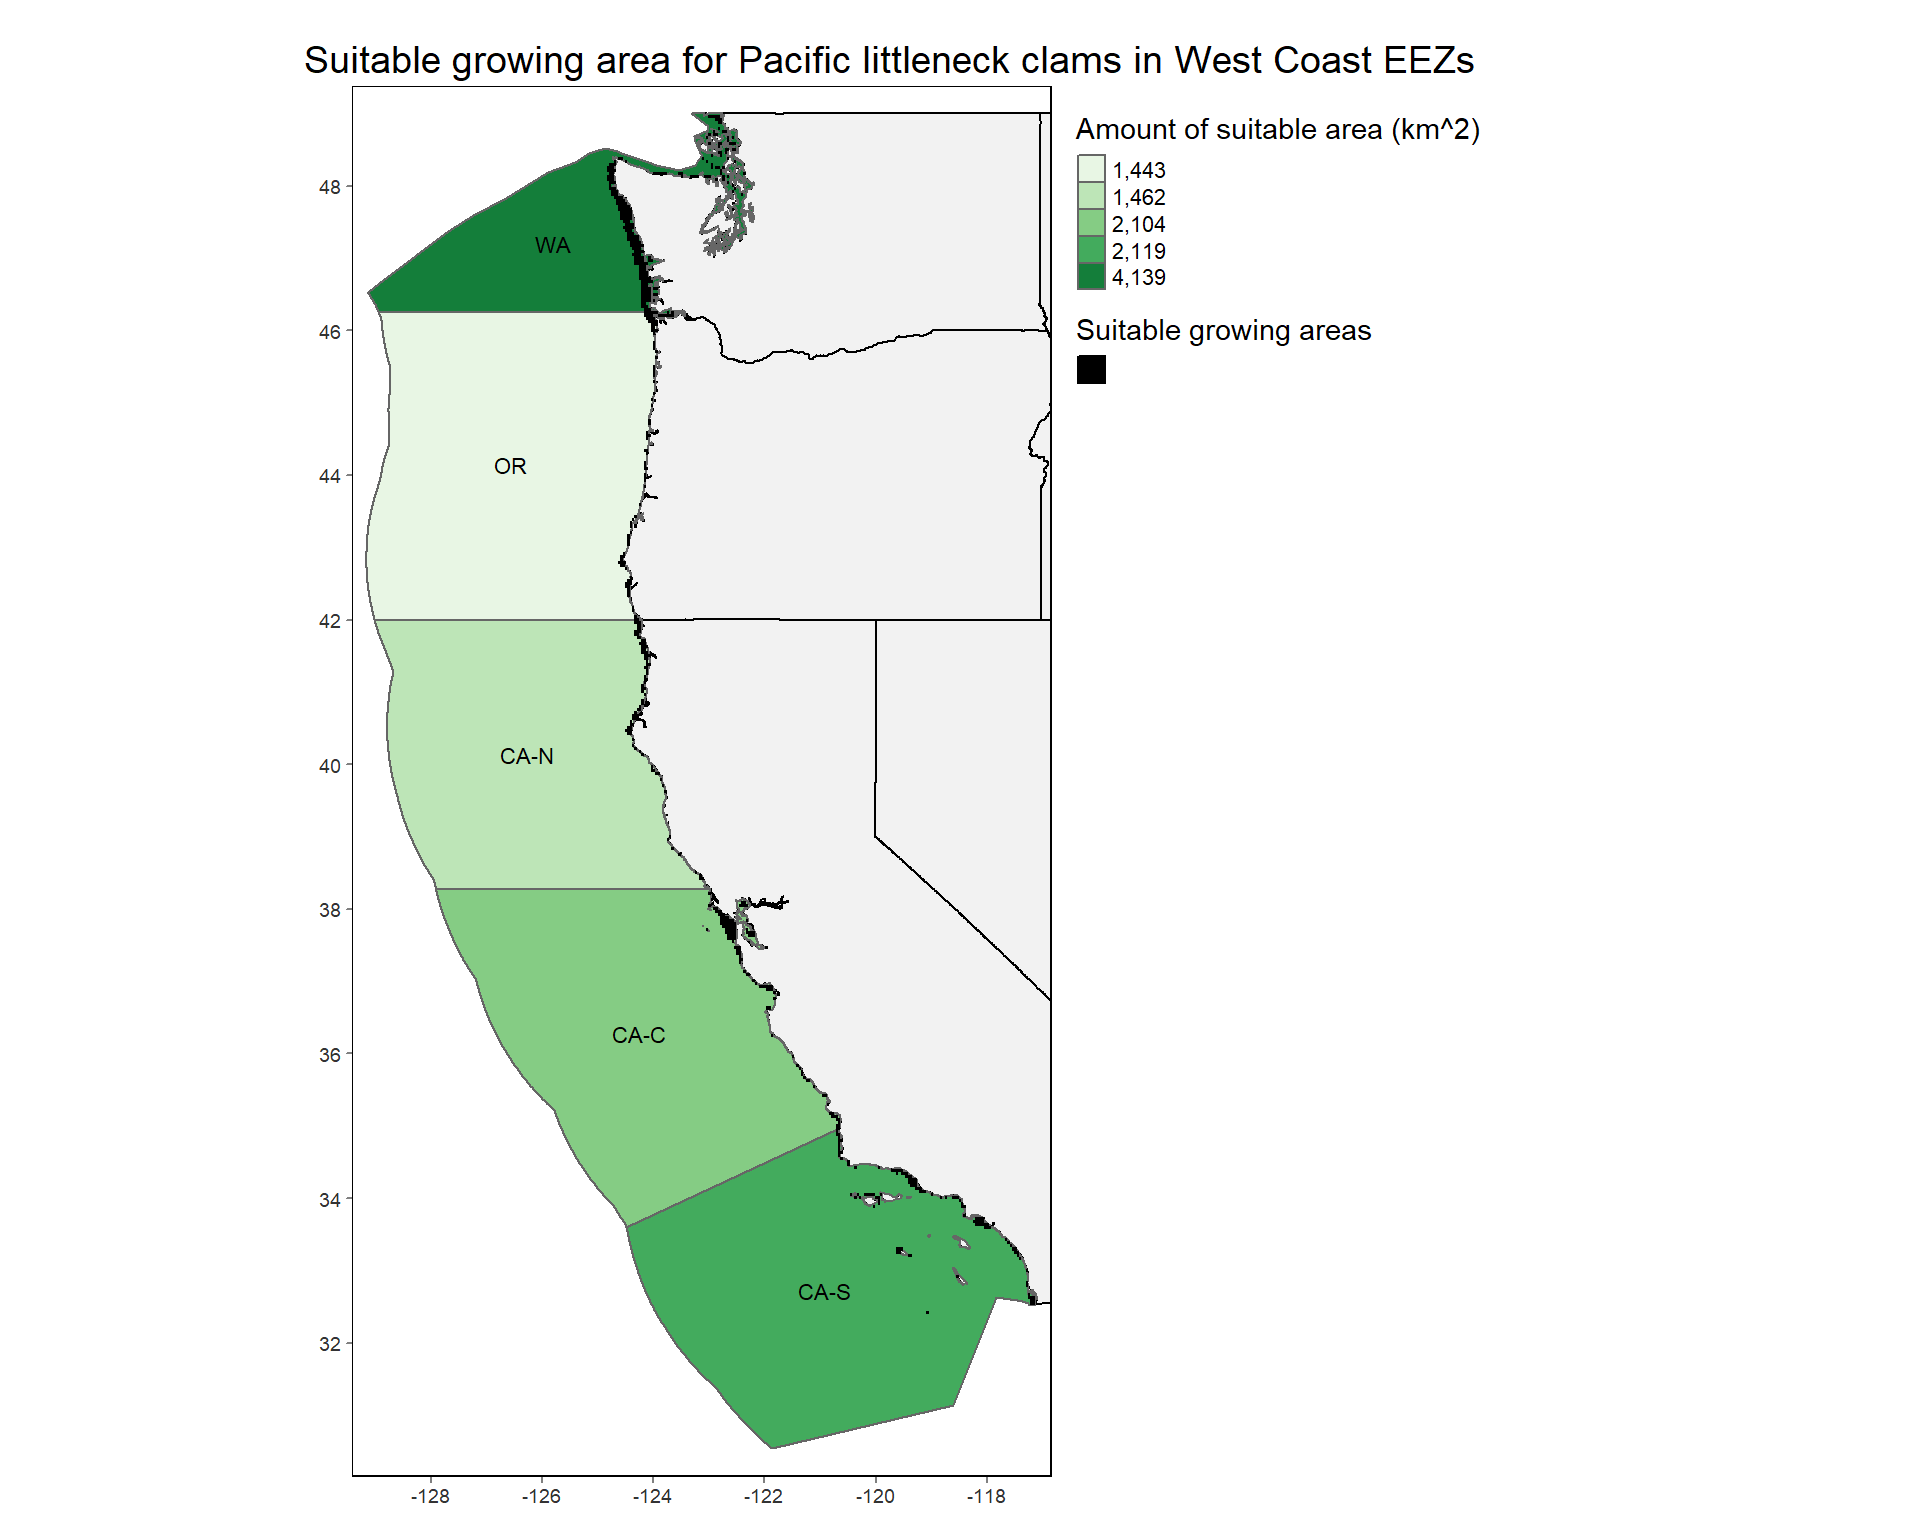 Suitable growing area for Pacific littleneck clams in West Coast EEZs
Amount of suitable area (km^2)
1,443
1,462
2,104
2,119
4,139
Suitable growing areas
48
46
44
42
40
38
36
34
32
WA
OR
CA-N
CA-C
CA-S
-128
-126
-124
-122
-120
-118